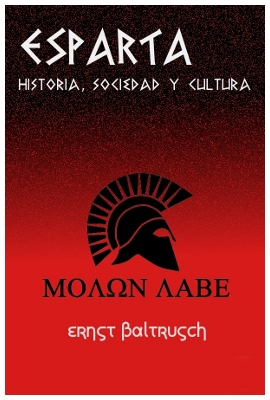 ESPARTA
HISTORIA, SOCIEDAD Y CULTURA
ΜΟΛΩΝ ΛΑΒΕ
ernst baltrusch